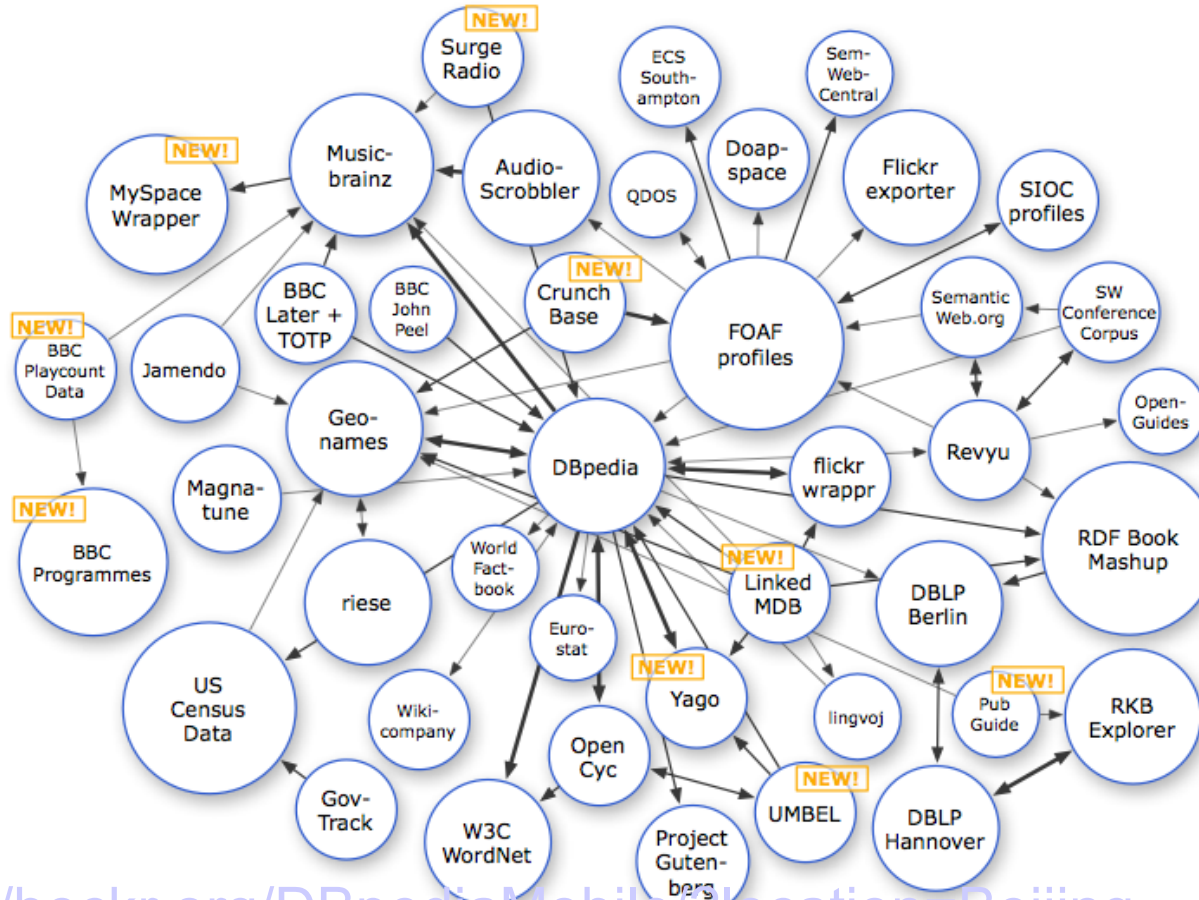 NEW!
Surge
Radio
ECS
South-
ampton
Sem-
Web-
Central
NEW!
MySpace
Wrapper
Music-
brainz
Audio-
Scrobbler
QDOS
Doap-
space
Flickr
exporter
SIOC
profiles
NEW!
BBC
Playcount
Data
Jamendo
BBC
Later +
TOTP
BBC
John
Peel
NEW!
Crunch
Base
FOAF
profiles
Semantic
Web.org
SW
Conference
Corpus
Geo-
names
DBpedia
flickr
wrappr
Revyu
Open-
Guides
Magna-
tune
NEW!
BBC
Programmes
riese
World
Fact-
book
Euro-
stat
NEW!
Linked
MDB
DBLP
Berlin
RDF Book
Mashup
US
Census
Data
Wiki-
company
NEW!
Yago
lingvoj
NEW!
Pub
Guide
RKB
Explorer
Gov-
Track
Open
Cyc
W3C
WordNet
Project
Guten-
berg
NEW!
UMBEL
DBLP
Hannover